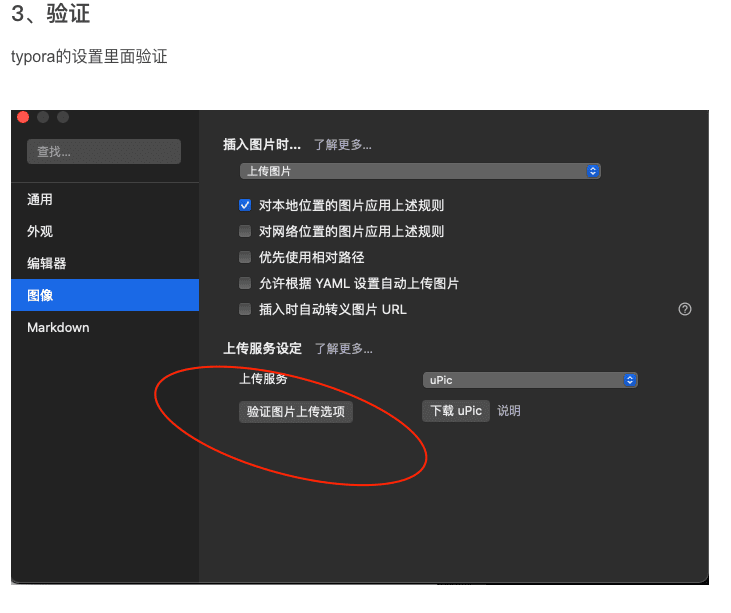 3、验证
typora的设置里面验证
查找...
通用
外观
编辑器
图像
Markdown
插入图片时... 了解更多...
上传图片
对本地位置的图片应用上述规则
对网络位置的图片应用上述规则
优先使用相对路径
允许根据 YAML 设置自动上传图片
插入时自动转义图片 URL
?
上传服务设定 了解更多...
上传服务 uPic
验证图片上传选项 下载 uPic 说明